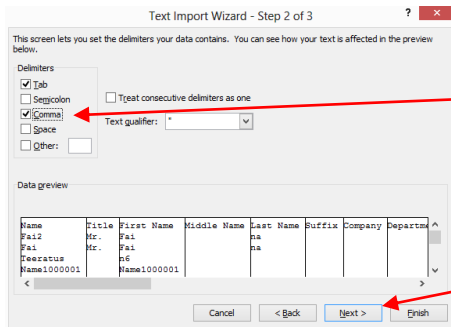 Text Import Wizard - Step 2 of 3 ? ×
This screen lets you set the delimiters your data contains. You can see how your text is affected in the preview
below.
Delimiters
Tab
Semicolon
Comma
Space
Other:
Treat consecutive delimiters as one
Text qualifier: "
Data preview
Name Title First Name Middle Name Last Name Suffix Company Departme
Fai2 Mr. Fai na
Fai Mr. Fai na
Teeratus n6
Name1000001 Name1000001
Cancel < Back Next > Finish